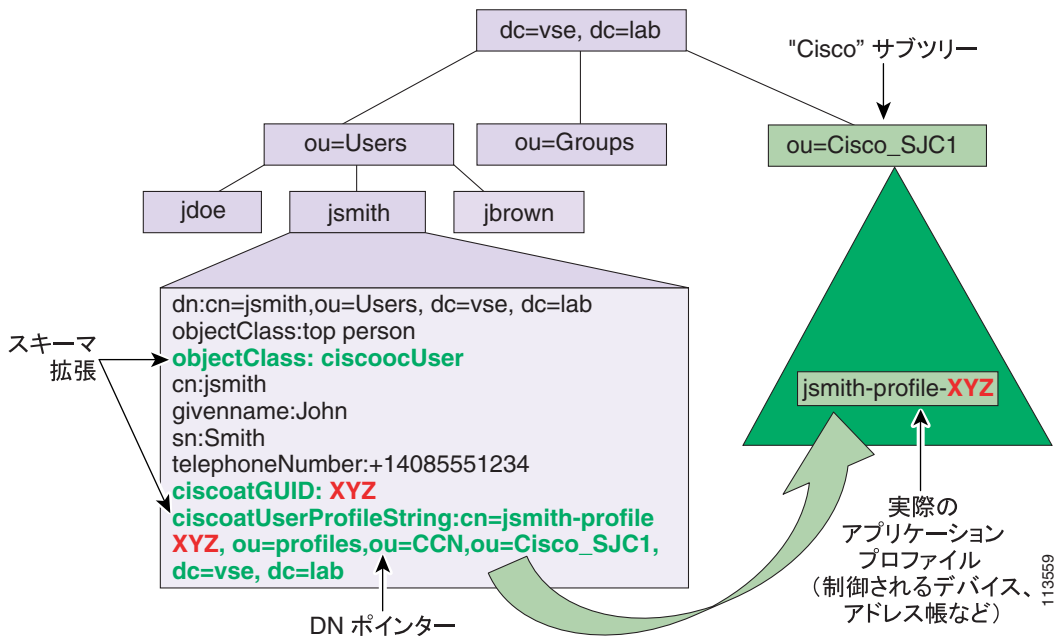 dc=vse, dc=lab
"Cisco” サブツリー
ou=Users
ou=Groups
ou=Cisco_SJC1
jdoe
jsmith
jbrown
dn:cn=jsmith,ou=Users, dc=vse, dc=lab
objectClass:top person
objectClass: ciscoocUser
cn:jsmith
givenname:John
sn:Smith
telephoneNumber:+14085551234
ciscoatGUID: XYZ
ciscoatUserProfileString:cn=jsmith-profile
XYZ, ou=profiles,ou=CCN,ou=Cisco_SJC1,
dc=vse, dc=lab
スキーマ
拡張
DN ポインター
jsmith-profile-XYZ
実際の
アプリケーション
プロファイル
（制御されるデバイス、
アドレス帳など）
113559